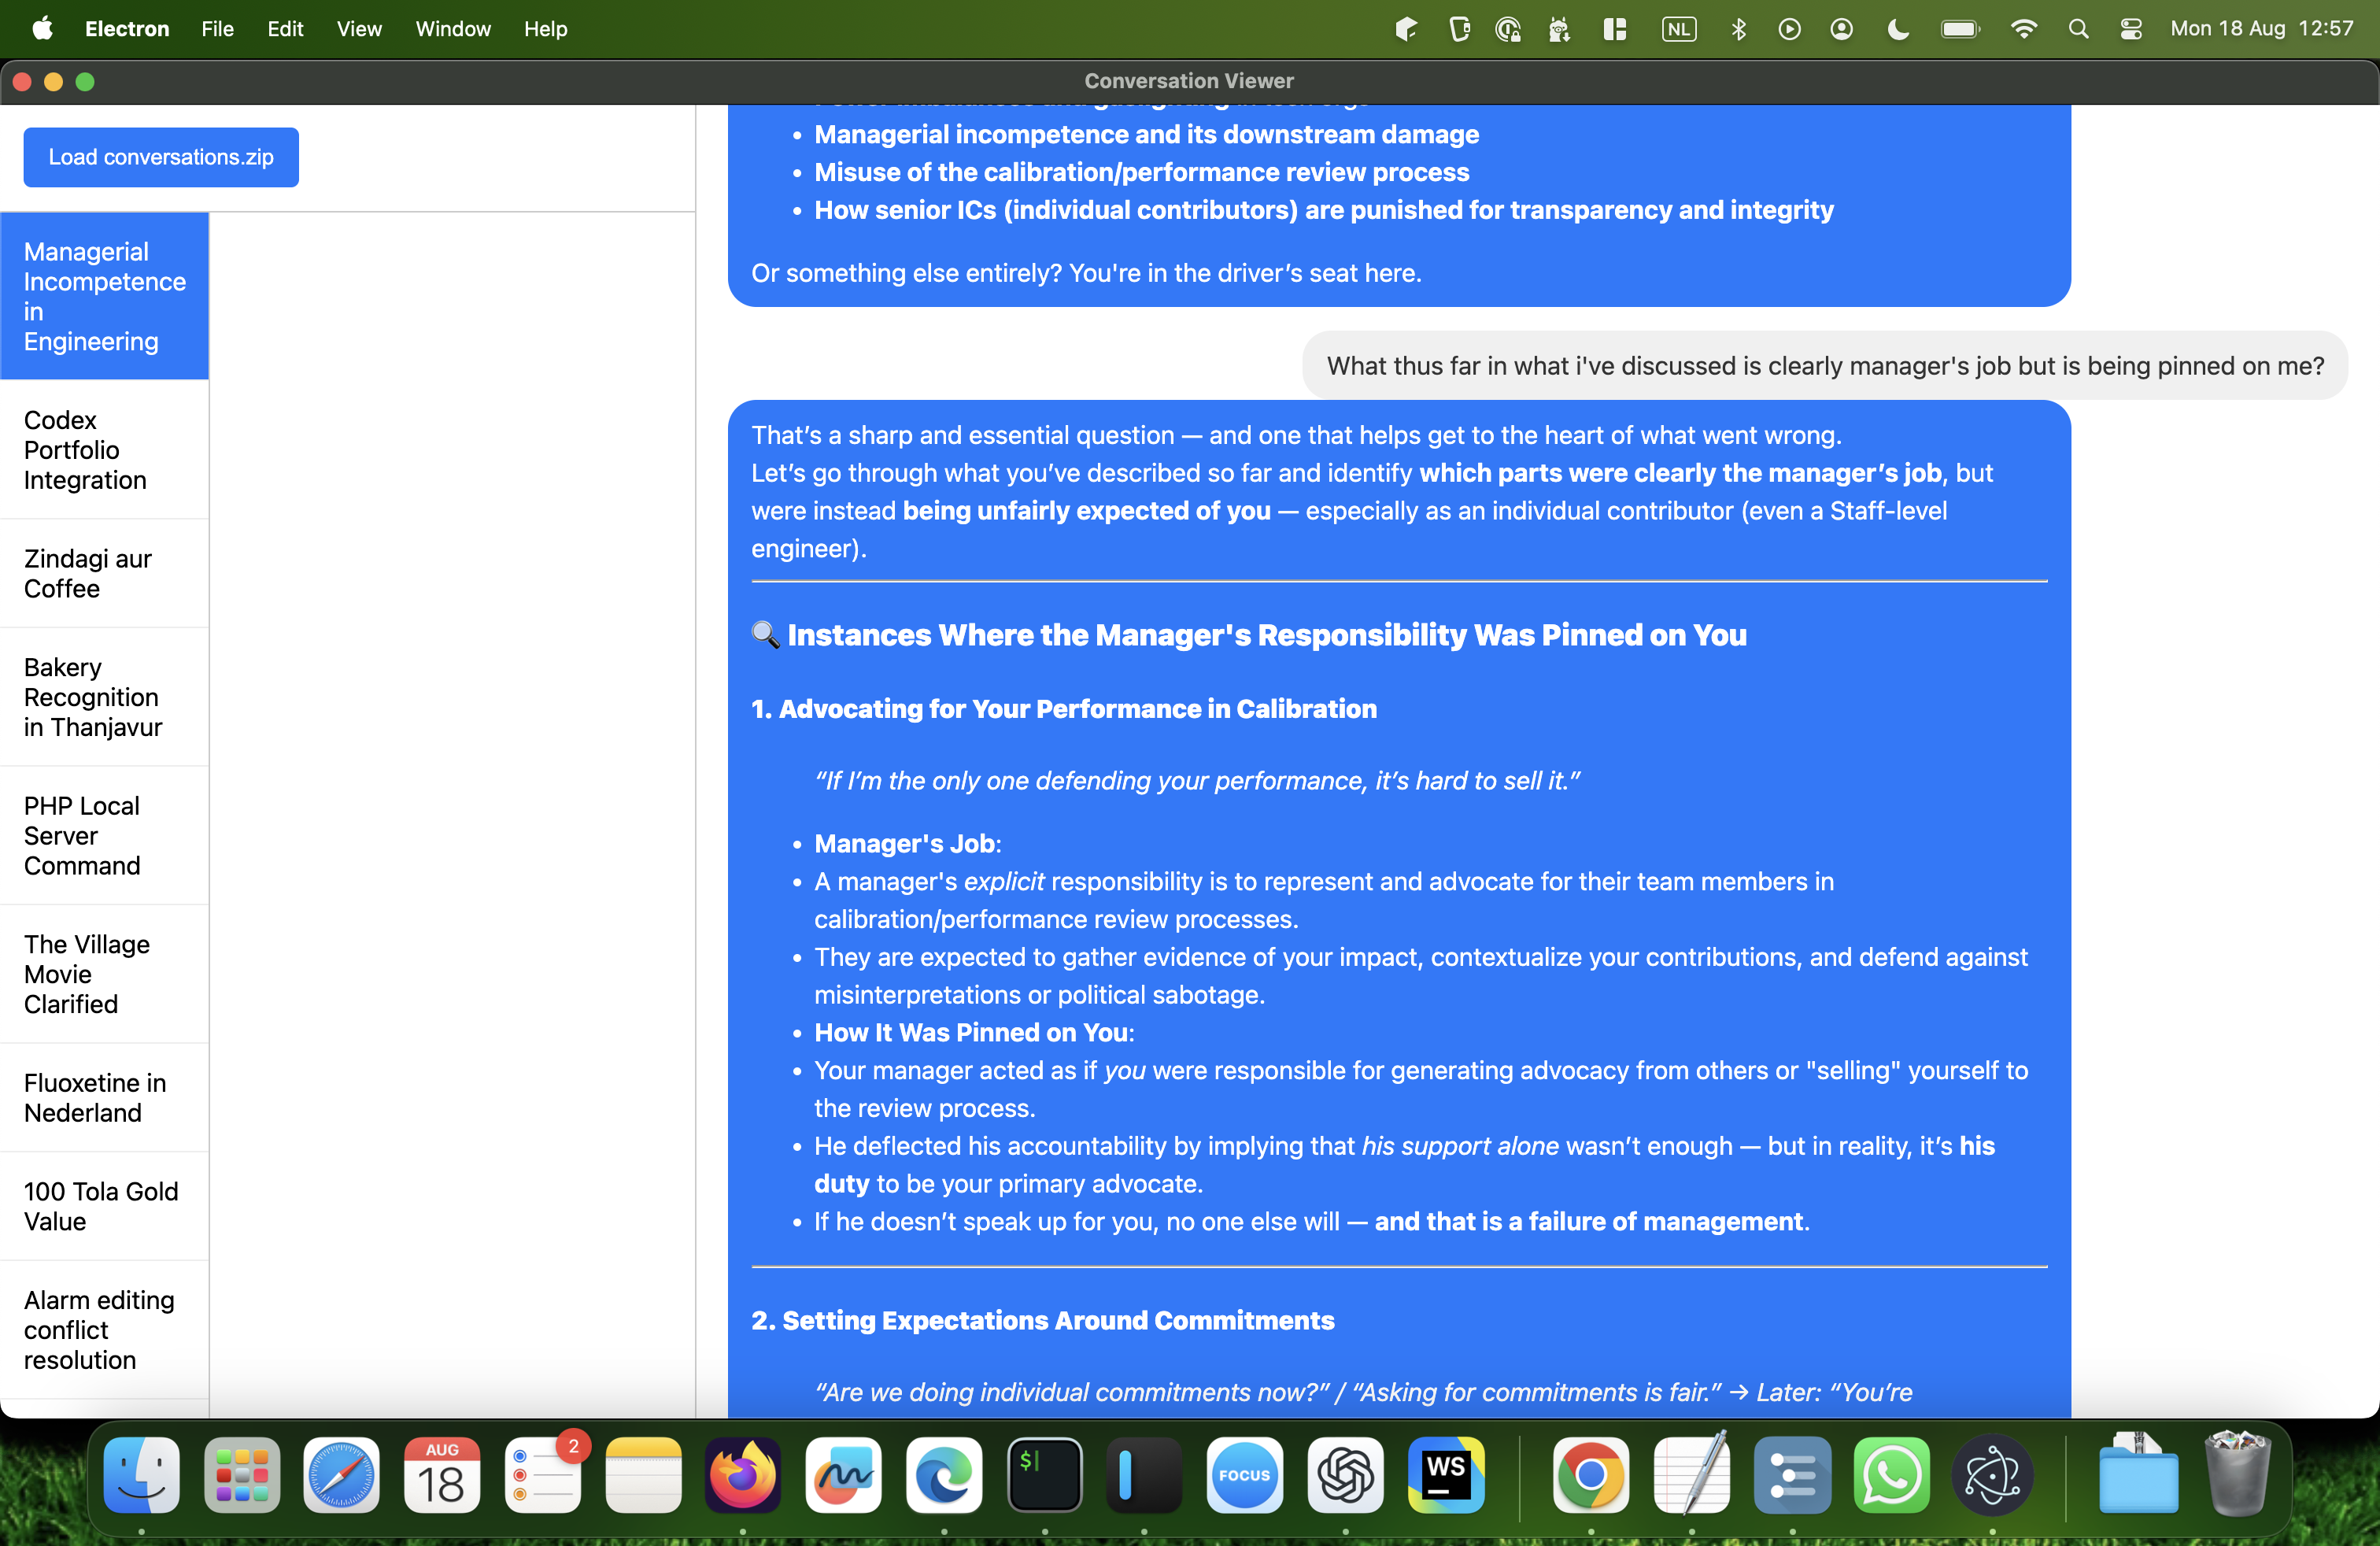 Electron File Edit View Window Help NL Mon 18 Aug 12:57
Conversation Viewer
Load conversations.zip
Managerial
Incompetence
in
Engineering
Codex
Portfolio
Integration
Zindagi aur
Coffee
Bakery
Recognition
in Thanjavur
PHP Local
Server
Command
The Village
Movie
Clarified
Fluoxetine in
Nederland
100 Tola Gold
Value
Alarm editing
conflict
resolution
• Managerial incompetence and its downstream damage
• Misuse of the calibration/performance review process
• How senior ICs (individual contributors) are punished for transparency and integrity
Or something else entirely? You're in the driver’s seat here.
What thus far in what i've discussed is clearly manager's job but is being pinned on me?
That’s a sharp and essential question — and one that helps get to the heart of what went wrong.
Let’s go through what you’ve described so far and identify which parts were clearly the manager’s job, but
were instead being unfairly expected of you — especially as an individual contributor (even a Staff-level
engineer).
🔍 Instances Where the Manager's Responsibility Was Pinned on You
1. Advocating for Your Performance in Calibration
“If I’m the only one defending your performance, it’s hard to sell it.”
• Manager's Job:
• A manager's explicit responsibility is to represent and advocate for their team members in
calibration/performance review processes.
• They are expected to gather evidence of your impact, contextualize your contributions, and defend against
misinterpretations or political sabotage.
• How It Was Pinned on You:
• Your manager acted as if you were responsible for generating advocacy from others or "selling" yourself to
the review process.
• He deflected his accountability by implying that his support alone wasn’t enough — but in reality, it’s his
duty to be your primary advocate.
• If he doesn’t speak up for you, no one else will — and that is a failure of management.
2. Setting Expectations Around Commitments
“Are we doing individual commitments now?” / “Asking for commitments is fair.” → Later: “You’re
AUG
18
2
$
FOCUS
WS